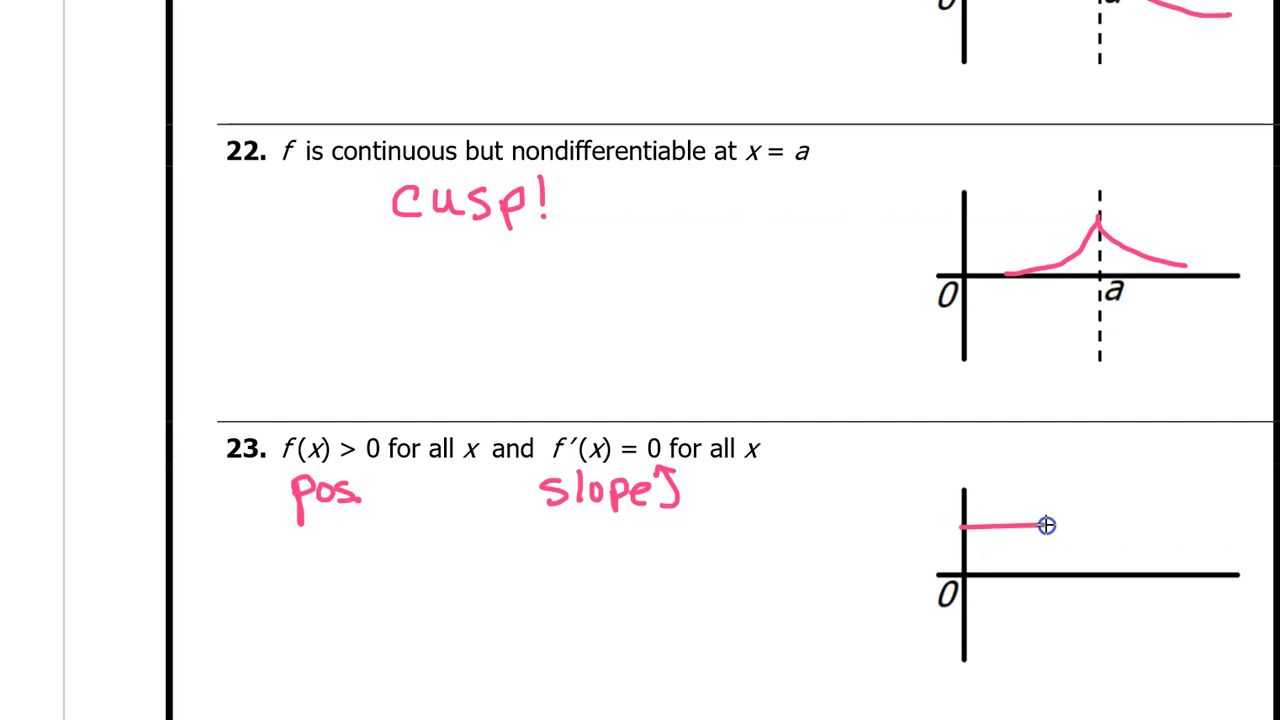 0
22. f is continuous but nondifferentiable at x = a
cusp!
0 a
23. f(x) > 0 for all x and f′(x) = 0 for all x
pos. slope
0